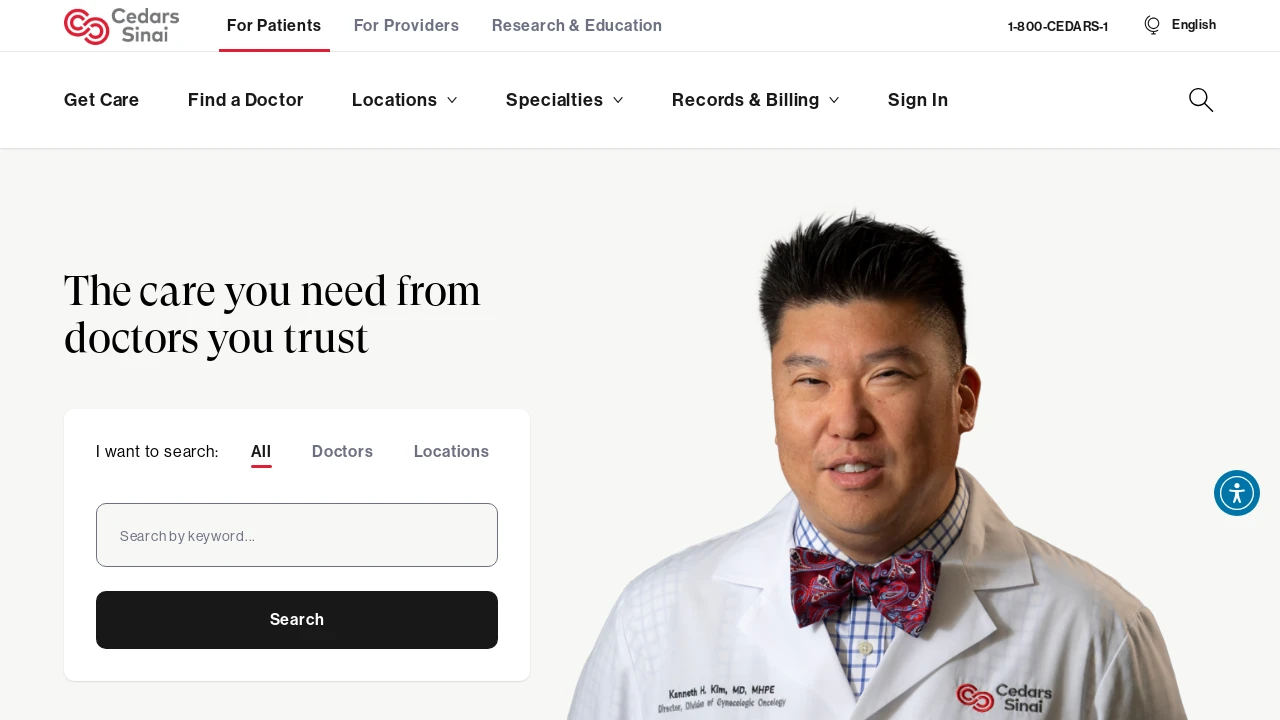 Cedars
Sinai
For Patients
For Providers
Research & Education
1-800-CEDARS-1
English
Get Care
Find a Doctor
Locations
Specialties
Records & Billing
Sign In
The care you need from
doctors you trust
I want to search:
All
Doctors
Locations
Search by keyword...
Search
Kenneth H. Kim, MD, MHPE
Director, Division of Gynecologic Oncology
Cedars
Sinai